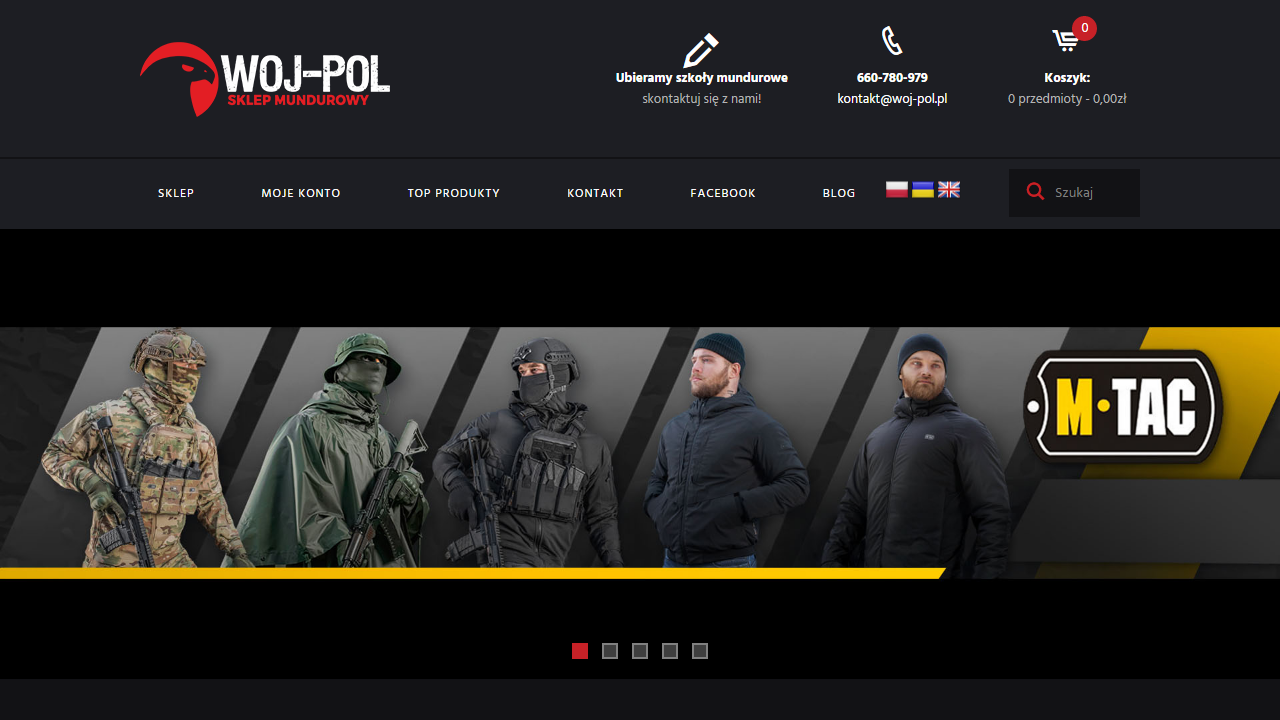 WOJ-POL
SKLEP MUNDUROWY
Ubieramy szkoły mundurowe
skontaktuj się z nami!
660-780-979
kontakt@woj-pol.pl
0
Koszyk:
0 przedmioty - 0,00zł
SKLEP
MOJE KONTO
TOP PRODUKTY
KONTAKT
FACEBOOK
BLOG
Szukaj
M·TAC